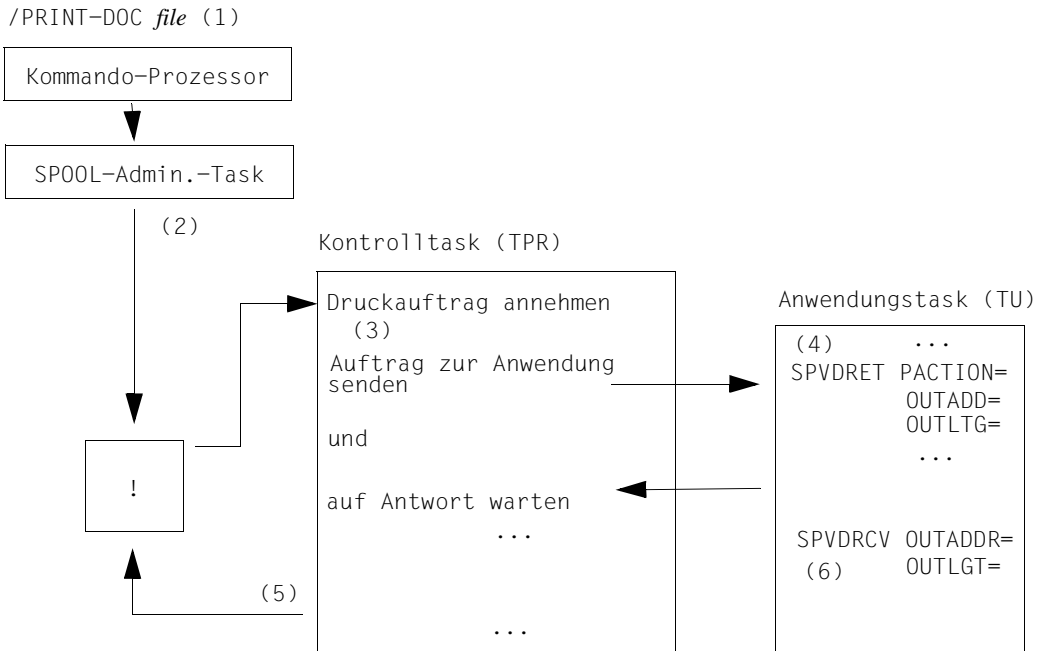 /PRINT-DOC file (1)
Kommando-Prozessor
SPOOL-Admin.-Task
(2)
Kontrolltask (TPR)
Druckauftrag annehmen
(3)
Auftrag zur Anwendung
senden
und
auf Antwort warten
...
...
Anwendungstask (TU)
(4) ...
SPVDRET PACTION=
OUTADD=
OUTLTG=
...
SPVDRCV OUTADDR=
(6) OUTLGT=
!
(5)